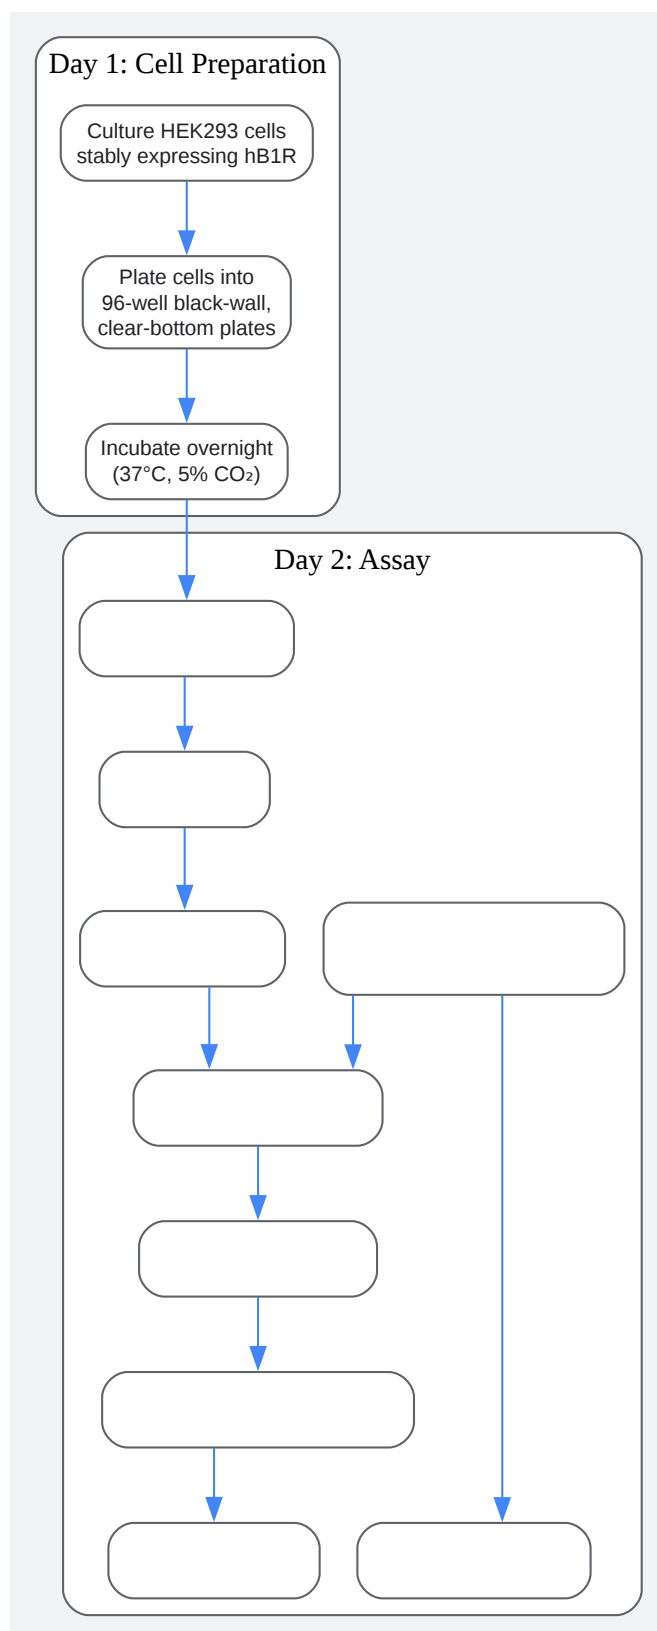 Day 1: Cell Preparation
Culture HEK293 cells
stably expressing hB1R
Plate cells into
96-well black-wall,
clear-bottom plates
Incubate overnight
(37°C, 5% CO₂)
Day 2: Assay